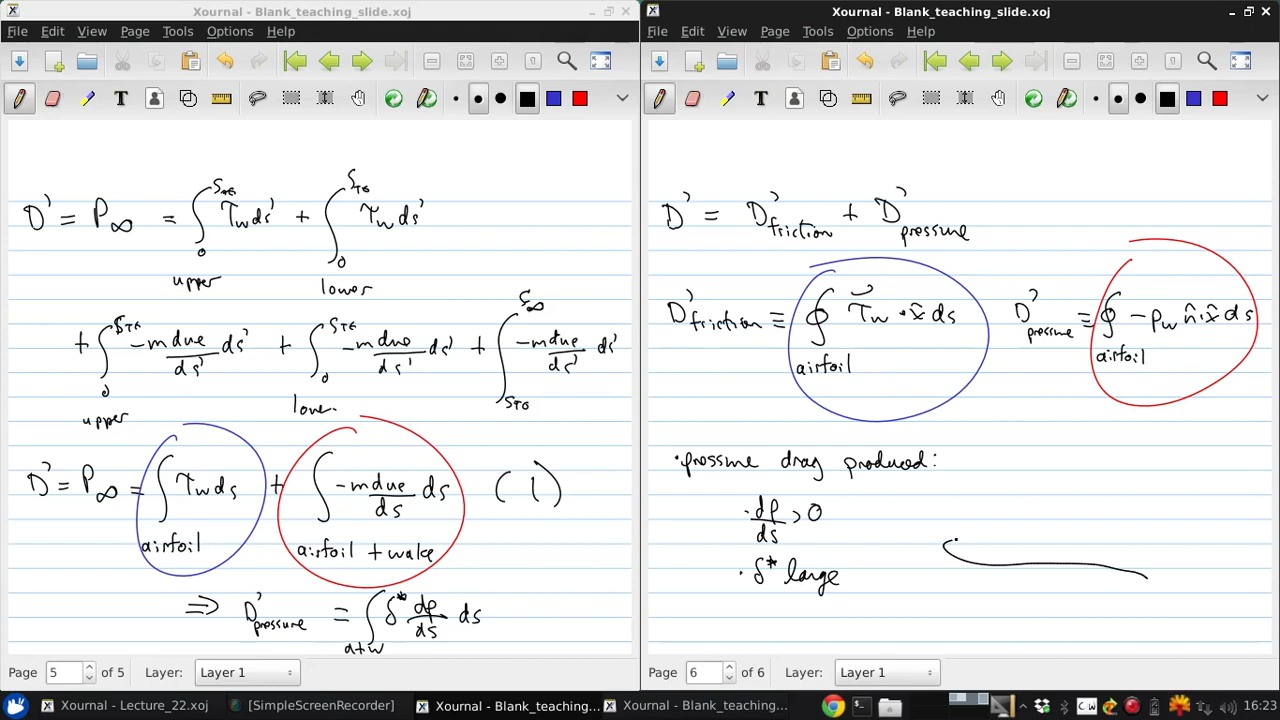 Xournal - Blank_teaching_slide.xoj
File Edit View Page Tools Options Help
D' = P∞ = ∫₀^{S_TE} τw ds' + ∫₀^{S_TE} τw ds'
upper lower
+ ∫₀^{S_TE} -m due/ds' ds' + ∫₀^{S_TE} -m due/ds' ds' + ∫_{S_TE}^{S∞} -m due/ds' ds'
upper lower
D' = P∞ = ∫ τw ds + ∫ -m due/ds ds (1)
airfoil airfoil + wake
⇒ D'pressure = ∫ δ* dp/ds ds
a+w
Page 5 of 5 Layer: Layer 1
Xournal - Blank_teaching_slide.xoj
File Edit View Page Tools Options Help
D' = D'friction + D'pressure
D'friction ≡ ∮ τ⃗w · x̂ ds D'pressure ≡ ∮ -pw n̂·x̂ ds
airfoil airfoil
·pressure drag produced:
· dp/ds > 0
· δ* large
Page 6 of 6 Layer: Layer 1
Xournal - Lecture_22.xoj [SimpleScreenRecorder] Xournal - Blank_teaching... Xournal - Blank_teaching... 16:23